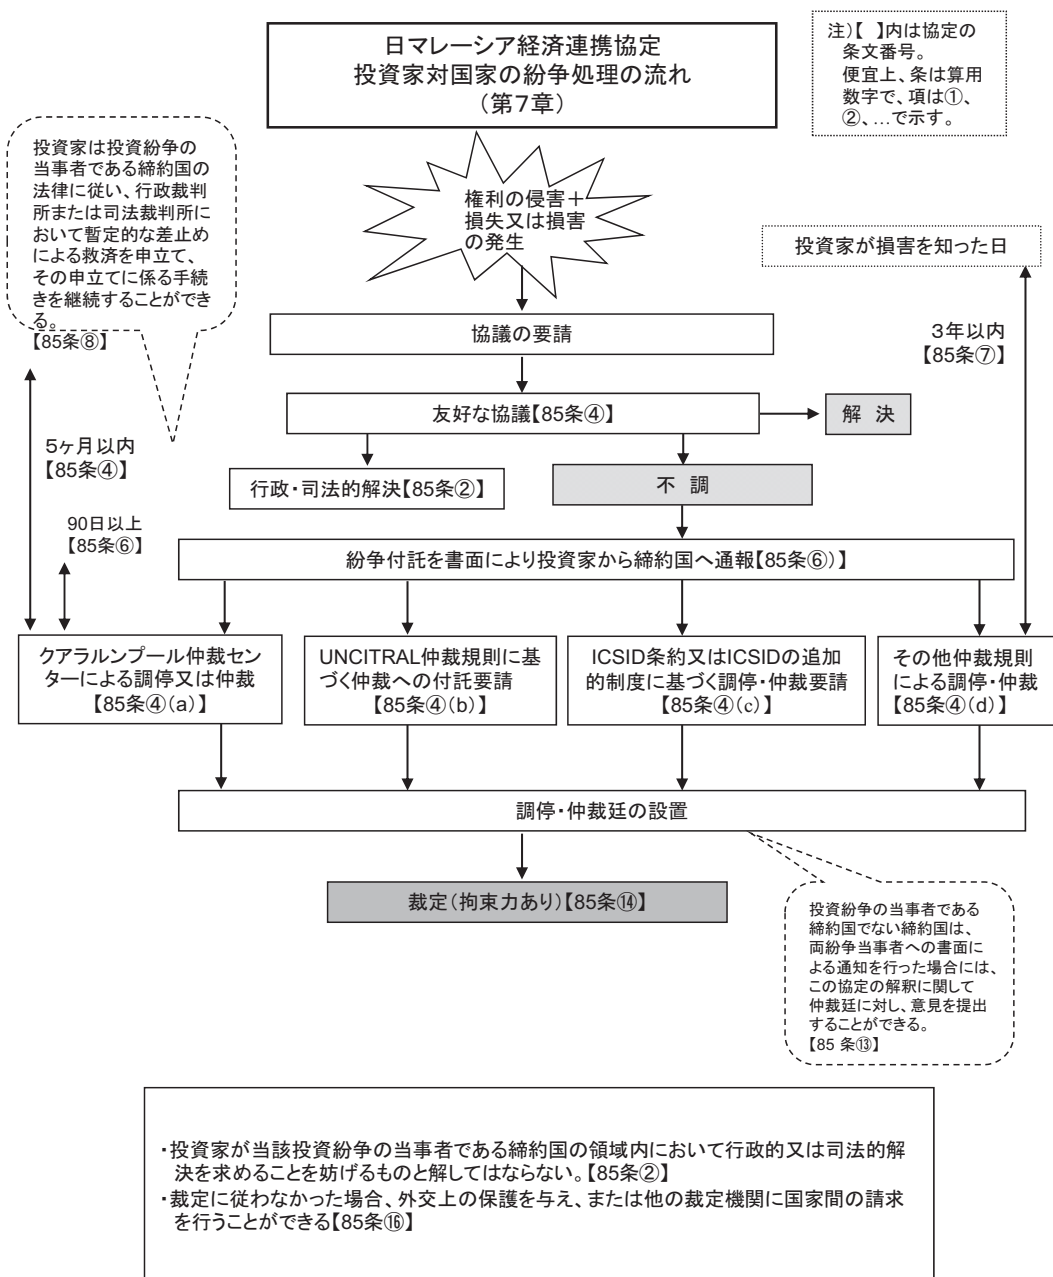 日マレーシア経済連携協定
投資家対国家の紛争処理の流れ
(第7章)
注)【 】内は協定の
条文番号。
便宜上、条は算用
数字で、項は①、
②、…で示す。
投資家は投資紛争の
当事者である締約国の
法律に従い、行政裁判
所または司法裁判所に
おいて暫定的な差止め
による救済を申立て、
その申立てに係る手続
きを継続することができ
る。
【85条⑧】
権利の侵害+
損失又は損害
の発生
投資家が損害を知った日
協議の要請
3年以内
【85条⑦】
友好な協議【85条④】
解 決
5ヶ月以内
【85条④】
行政・司法的解決【85条②】
不 調
90日以上
【85条⑥】
紛争付託を書面により投資家から締約国へ通報【85条⑥)】
クアラルンプール仲裁セン
ターによる調停又は仲裁
【85条④(a)】
UNCITRAL仲裁規則に基
づく仲裁への付託要請
【85条④(b)】
ICSID条約又はICSIDの追加
的制度に基づく調停・仲裁要請
【85条④(c)】
その他仲裁規則
による調停・仲裁
【85条④(d)】
調停・仲裁廷の設置
裁定(拘束力あり)【85条⑭】
投資紛争の当事者である
締約国でない締約国は、
両紛争当事者への書面に
よる通知を行った場合には、
この協定の解釈に関して
仲裁廷に対し、意見を提出
することができる。
【85 条⑬】
・投資家が当該投資紛争の当事者である締約国の領域内において行政的又は司法的解
決を求めることを妨げるものと解してはならない。【85条②】
・裁定に従わなかった場合、外交上の保護を与え、または他の裁定機関に国家間の請求
を行うことができる【85条⑯】